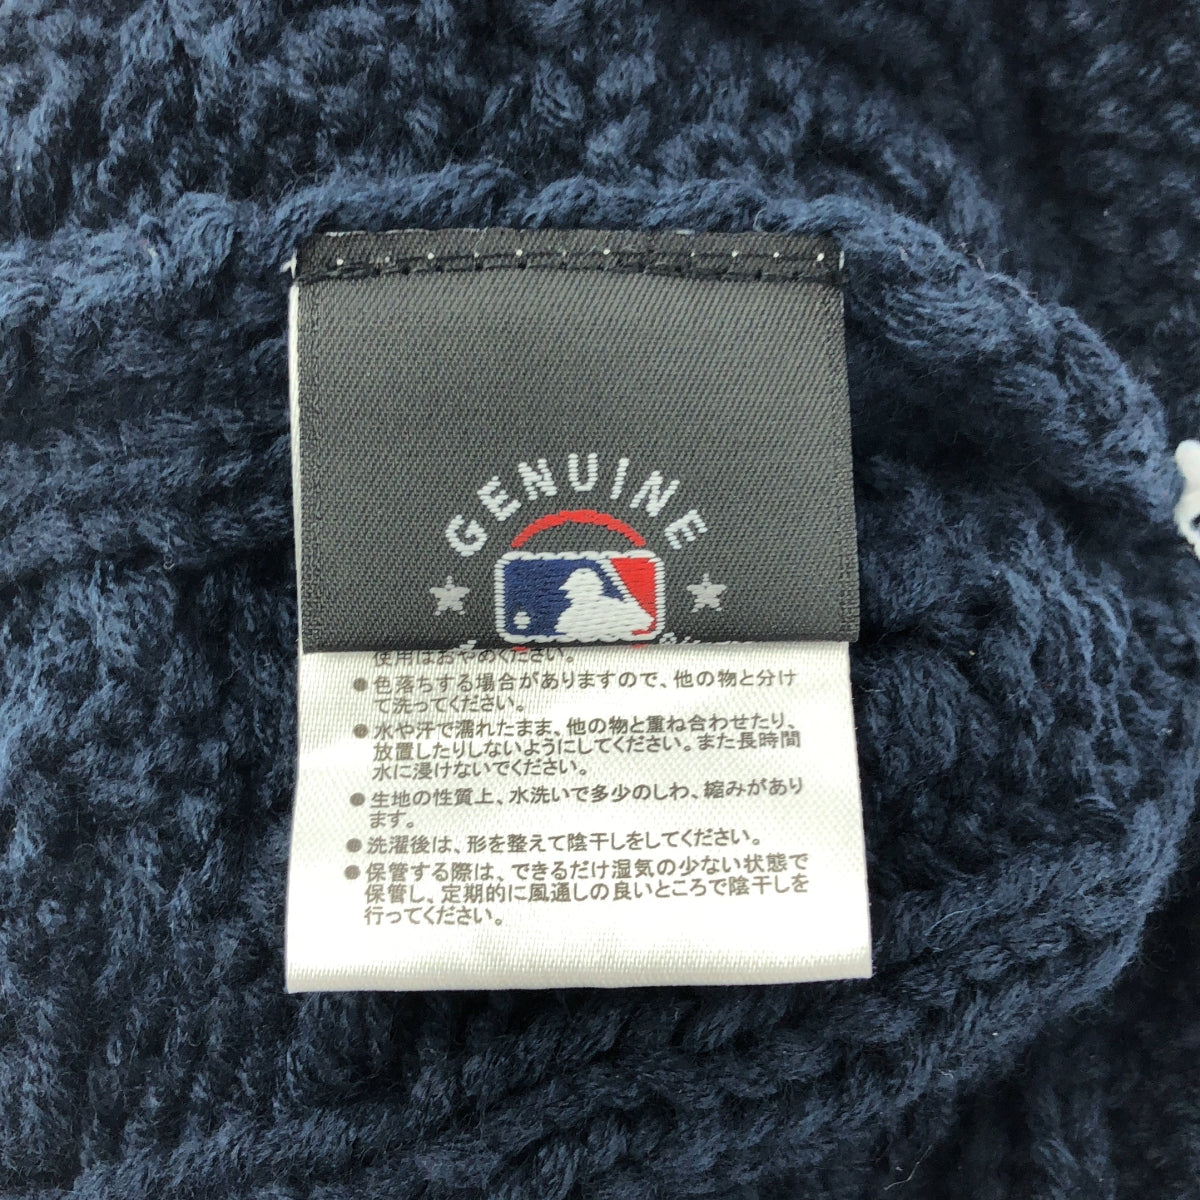 GENUINE
使用はおやめください。
●色落ちする場合がありますので、他の物と分け
て洗ってください。
●水や汗で濡れたまま、他の物と重ね合わせたり、
放置したりしないようにしてください。また長時間
水に浸けないでください。
●生地の性質上、水洗いで多少のしわ、縮みがあり
ます。
●洗濯後は、形を整えて陰干しをしてください。
●保管する際は、できるだけ湿気の少ない状態で
保管し、定期的に風通しの良いところで陰干しを
行ってください。